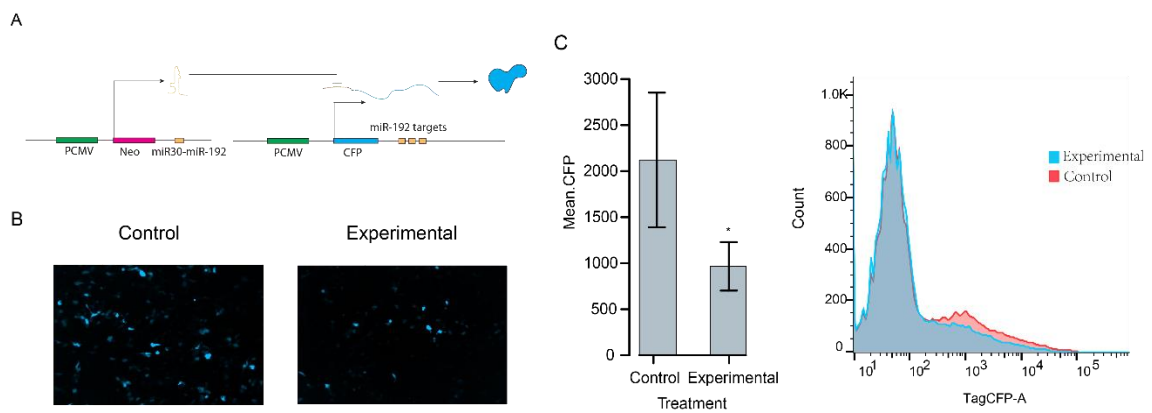 A
5
PCMV
Neo
miR30-miR-192
PCMV
CFP
miR-192 targets
B
Control
Experimental
C
3000
2500
2000
1500
1000
500
0
Mean.CFP
*
Control
Experimental
Treatment
1.0K
800
600
400
200
0
Count
Experimental
Control
10¹
10²
10³
10⁴
10⁵
TagCFP-A